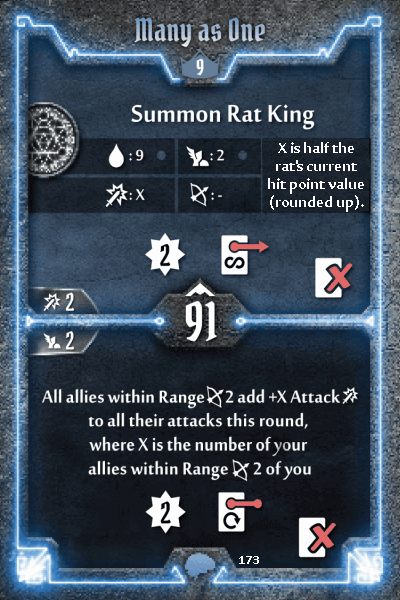 Many as One
9
Summon Rat King
: 9
: 2
X is half the
rat's current
hit point value
(rounded up).
: X
: -
2
2
91
2
All allies within Range 2 add +X Attack
to all their attacks this round,
where X is the number of your
allies within Range 2 of you
2
173